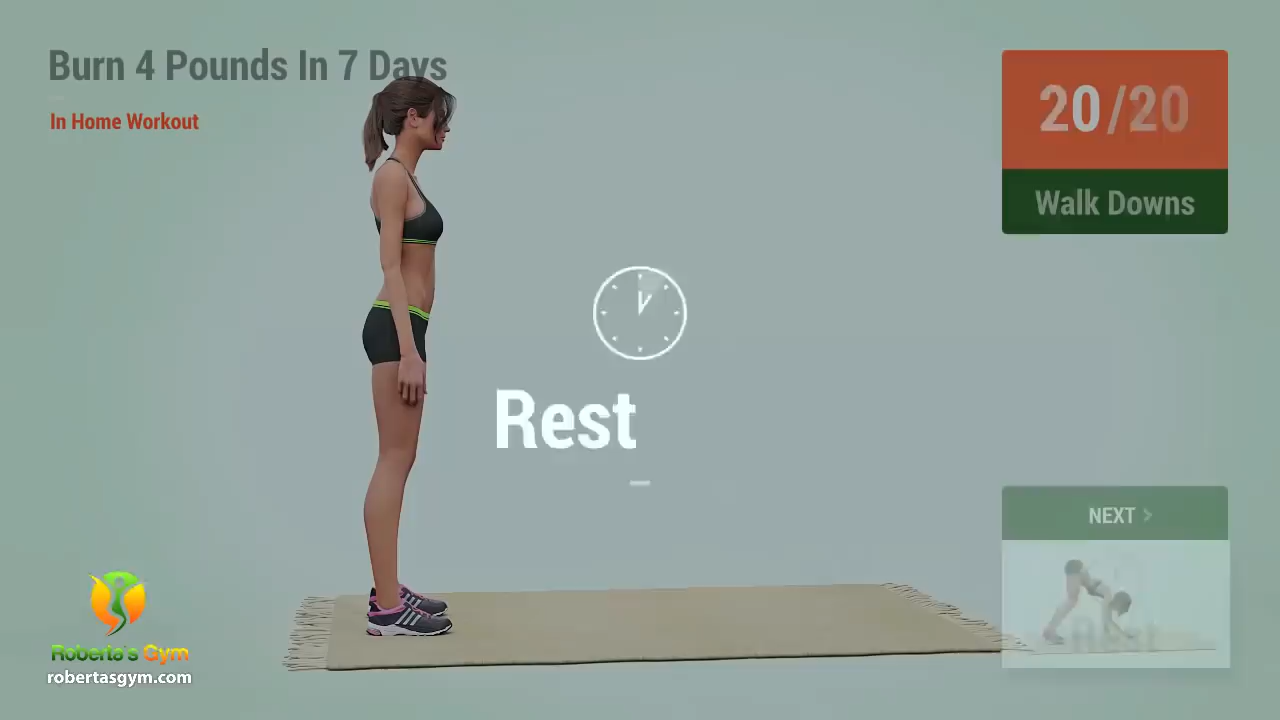 Burn 4 Pounds In 7 Days
In Home Workout
20/20
Walk Downs
Rest
NEXT >
Roberta's Gym
robertasgym.com